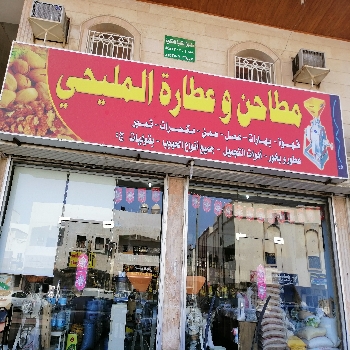 مطاحن و عطارة المليحي
قهوة - بهارات - عسل - سمن - مكسرات - تمور
عطور و بخور - أدوات التجميل - جميع أنواع الحبوب - بقوليات